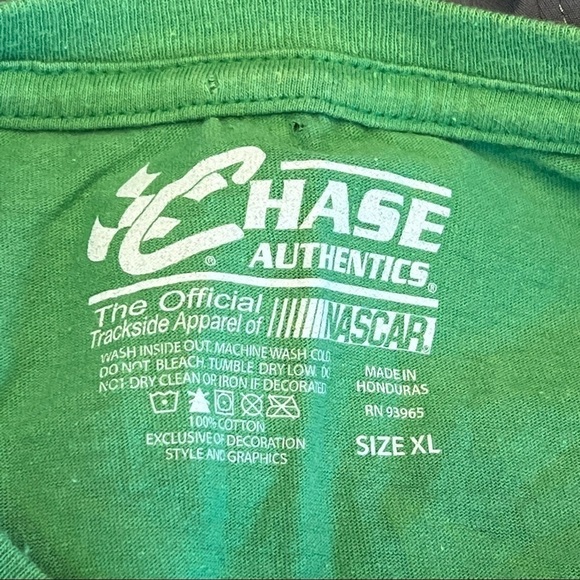 CHASE
AUTHENTICS®
The Official
Trackside Apparel of NASCAR.
WASH INSIDE OUT. MACHINE WASH COLD
DO NOT BLEACH. TUMBLE DRY LOW. DO
NOT DRY CLEAN OR IRON IF DECORATED
100% COTTON
EXCLUSIVE OF DECORATION
STYLE AND GRAPHICS
MADE IN
HONDURAS
RN 93965
SIZE XL